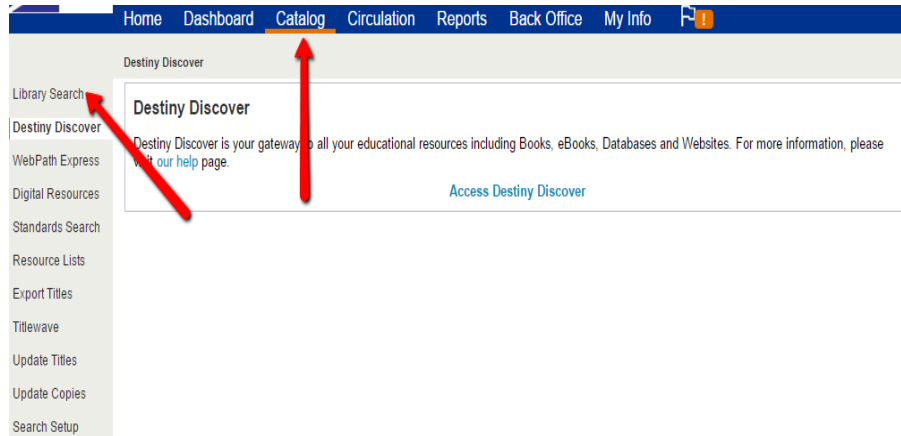 Home Dashboard Catalog Circulation Reports Back Office My Info !
Destiny Discover
Library Search
Destiny Discover
WebPath Express
Digital Resources
Standards Search
Resource Lists
Export Titles
Titlewave
Update Titles
Update Copies
Search Setup
Destiny Discover
Destiny Discover is your gateway to all your educational resources including Books, eBooks, Databases and Websites. For more information, please
visit our help page.
Access Destiny Discover